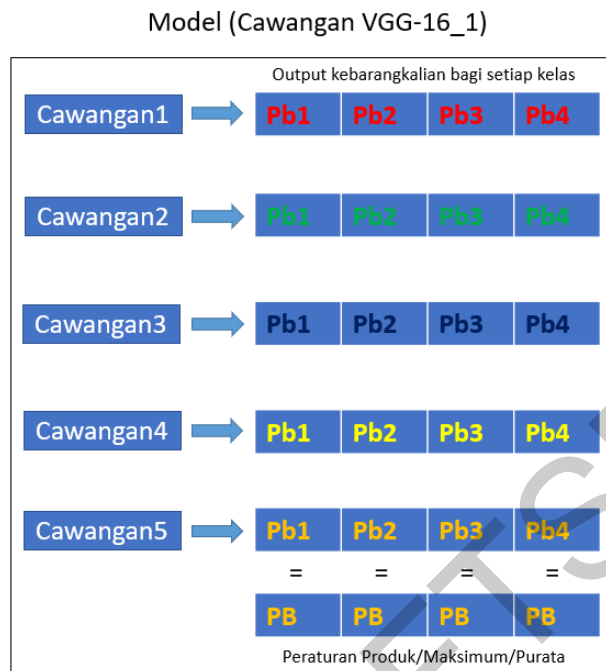 Model (Cawangan VGG-16_1)
Output kebarangkalian bagi setiap kelas
Cawangan1 Pb1 Pb2 Pb3 Pb4
Cawangan2 Pb1 Pb2 Pb3 Pb4
Cawangan3 Pb1 Pb2 Pb3 Pb4
Cawangan4 Pb1 Pb2 Pb3 Pb4
Cawangan5 Pb1 Pb2 Pb3 Pb4
= = = =
PB PB PB PB
Peraturan Produk/Maksimum/Purata